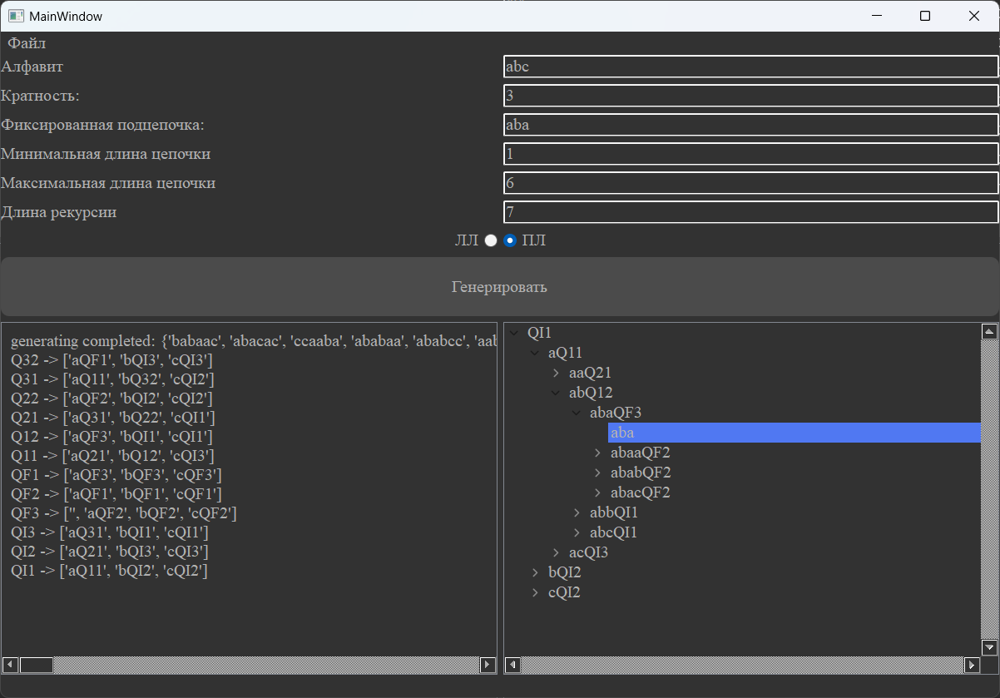 MainWindow
Файл
Алфавит
abc
Кратность:
3
Фиксированная подцепочка:
aba
Минимальная длина цепочки
1
Максимальная длина цепочки
6
Длина рекурсии
7
ЛЛ ПЛ
Генерировать
generating completed: {'babaac', 'abacac', 'ccaaba', 'ababaa', 'ababcc', 'aab
Q32 -> ['aQF1', 'bQI3', 'cQI3']
Q31 -> ['aQ11', 'bQ32', 'cQI2']
Q22 -> ['aQF2', 'bQI2', 'cQI2']
Q21 -> ['aQ31', 'bQ22', 'cQI1']
Q12 -> ['aQF3', 'bQI1', 'cQI1']
Q11 -> ['aQ21', 'bQ12', 'cQI3']
QF1 -> ['aQF3', 'bQF3', 'cQF3']
QF2 -> ['aQF1', 'bQF1', 'cQF1']
QF3 -> ['', 'aQF2', 'bQF2', 'cQF2']
QI3 -> ['aQ31', 'bQI1', 'cQI1']
QI2 -> ['aQ21', 'bQI3', 'cQI3']
QI1 -> ['aQ11', 'bQI2', 'cQI2']
QI1
aQ11
aaQ21
abQ12
abaQF3
aba
abaaQF2
ababQF2
abacQF2
abbQI1
abcQI1
acQI3
bQI2
cQI2